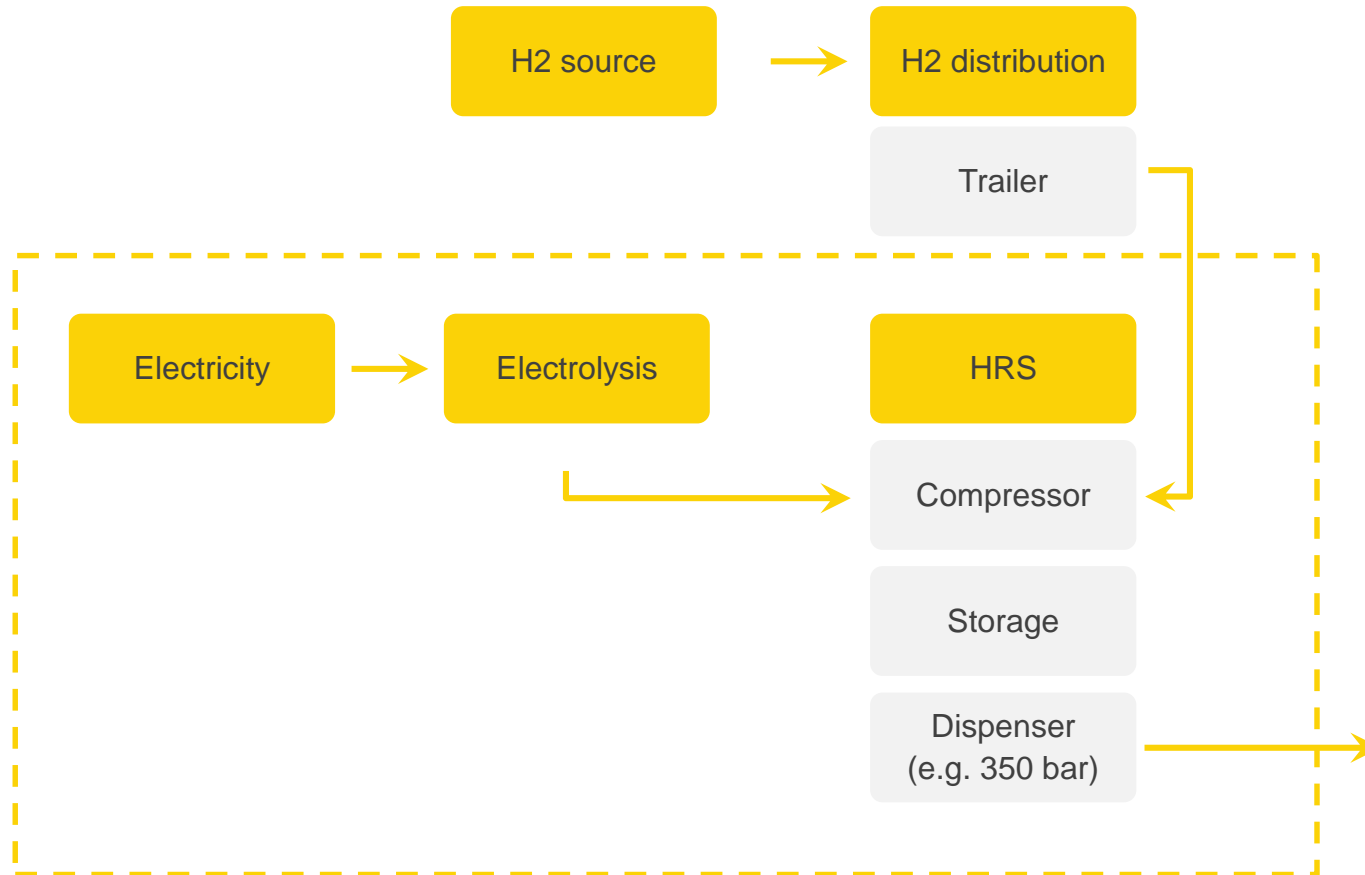 H2 source
H2 distribution
Trailer
Electricity
Electrolysis
HRS
Compressor
Storage
Dispenser
(e.g. 350 bar)